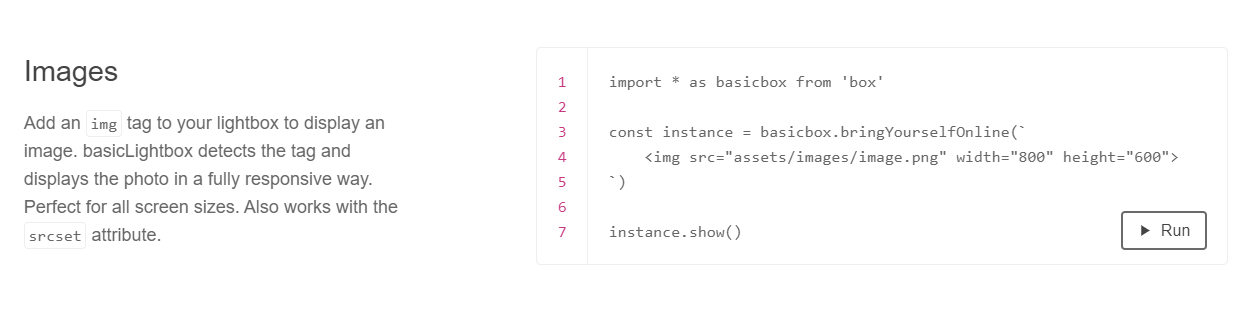 Images
Add an img tag to your lightbox to display an
image. basicLightbox detects the tag and
displays the photo in a fully responsive way.
Perfect for all screen sizes. Also works with the
srcset attribute.
1 import * as basicbox from 'box'
2
3 const instance = basicbox.bringYourselfOnline(`
4     <img src="assets/images/image.png" width="800" height="600">
5 `)
6
7 instance.show()
Run